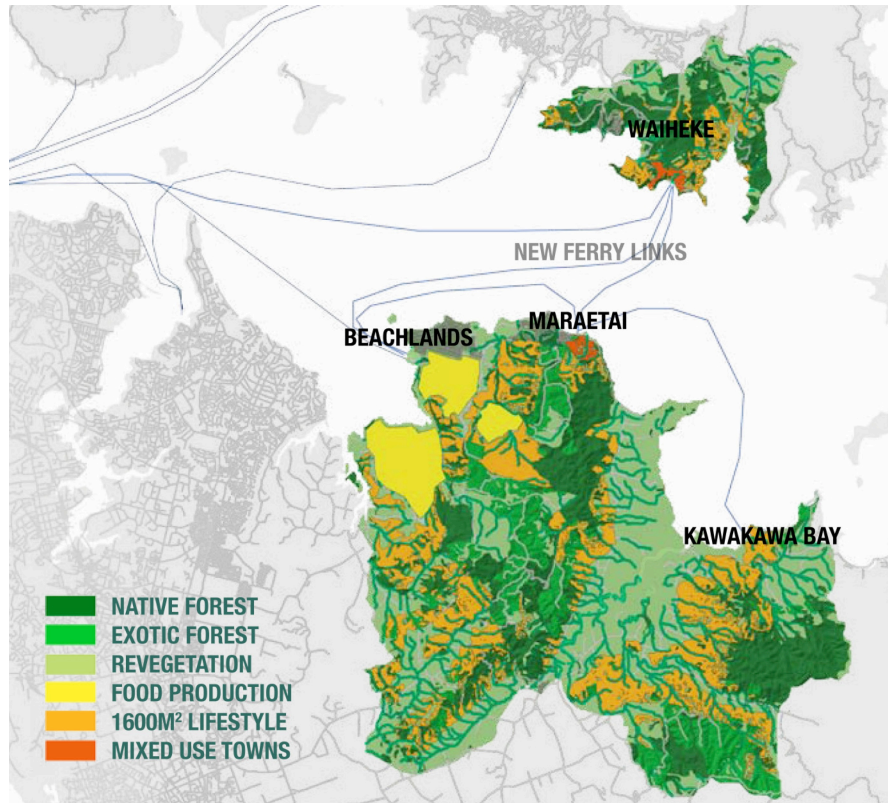 WAIHEKE
NEW FERRY LINKS
MARAETAI
BEACHLANDS
KAWAKAWA BAY
NATIVE FOREST
EXOTIC FOREST
REVEGETATION
FOOD PRODUCTION
1600M² LIFESTYLE
MIXED USE TOWNS